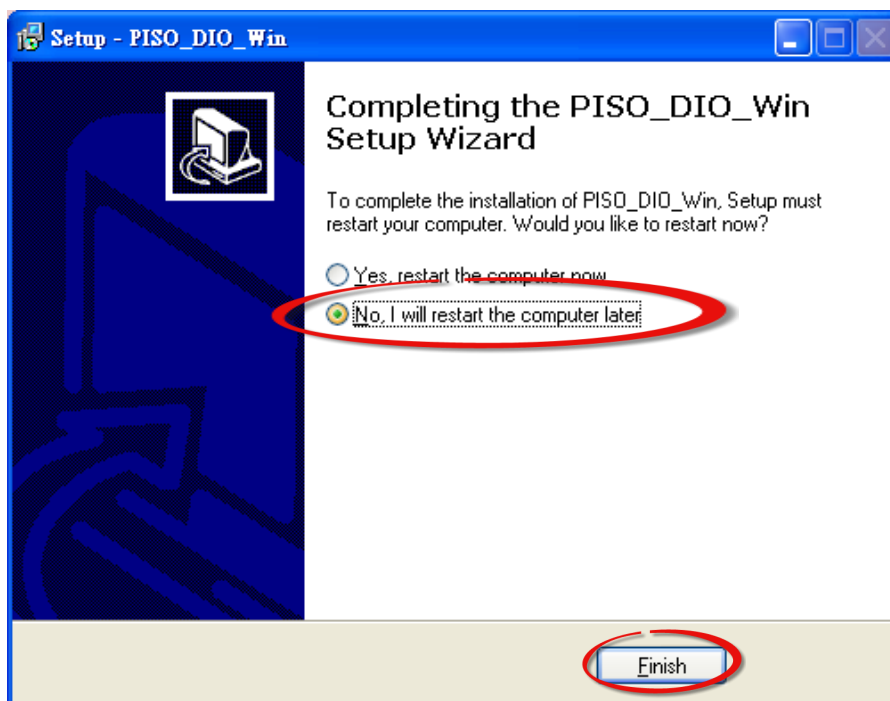 Setup - PISO_DIO_Win
Completing the PISO_DIO_Win
Setup Wizard
To complete the installation of PISO_DIO_Win, Setup must
restart your computer. Would you like to restart now?
Yes, restart the computer now
No, I will restart the computer later
Finish